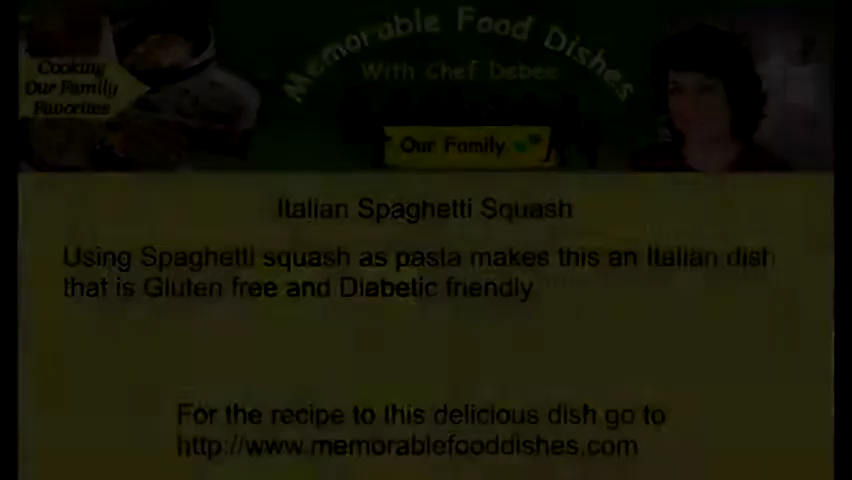 Memorable Food Dishes
With Chef Debee
Cooking
Our Family
Favorites
Our Family
Italian Spaghetti Squash
Using Spaghetti squash as pasta makes this an Italian dish
that is Gluten free and Diabetic friendly
For the recipe to this delicious dish go to
http://www.memorablefooddishes.com